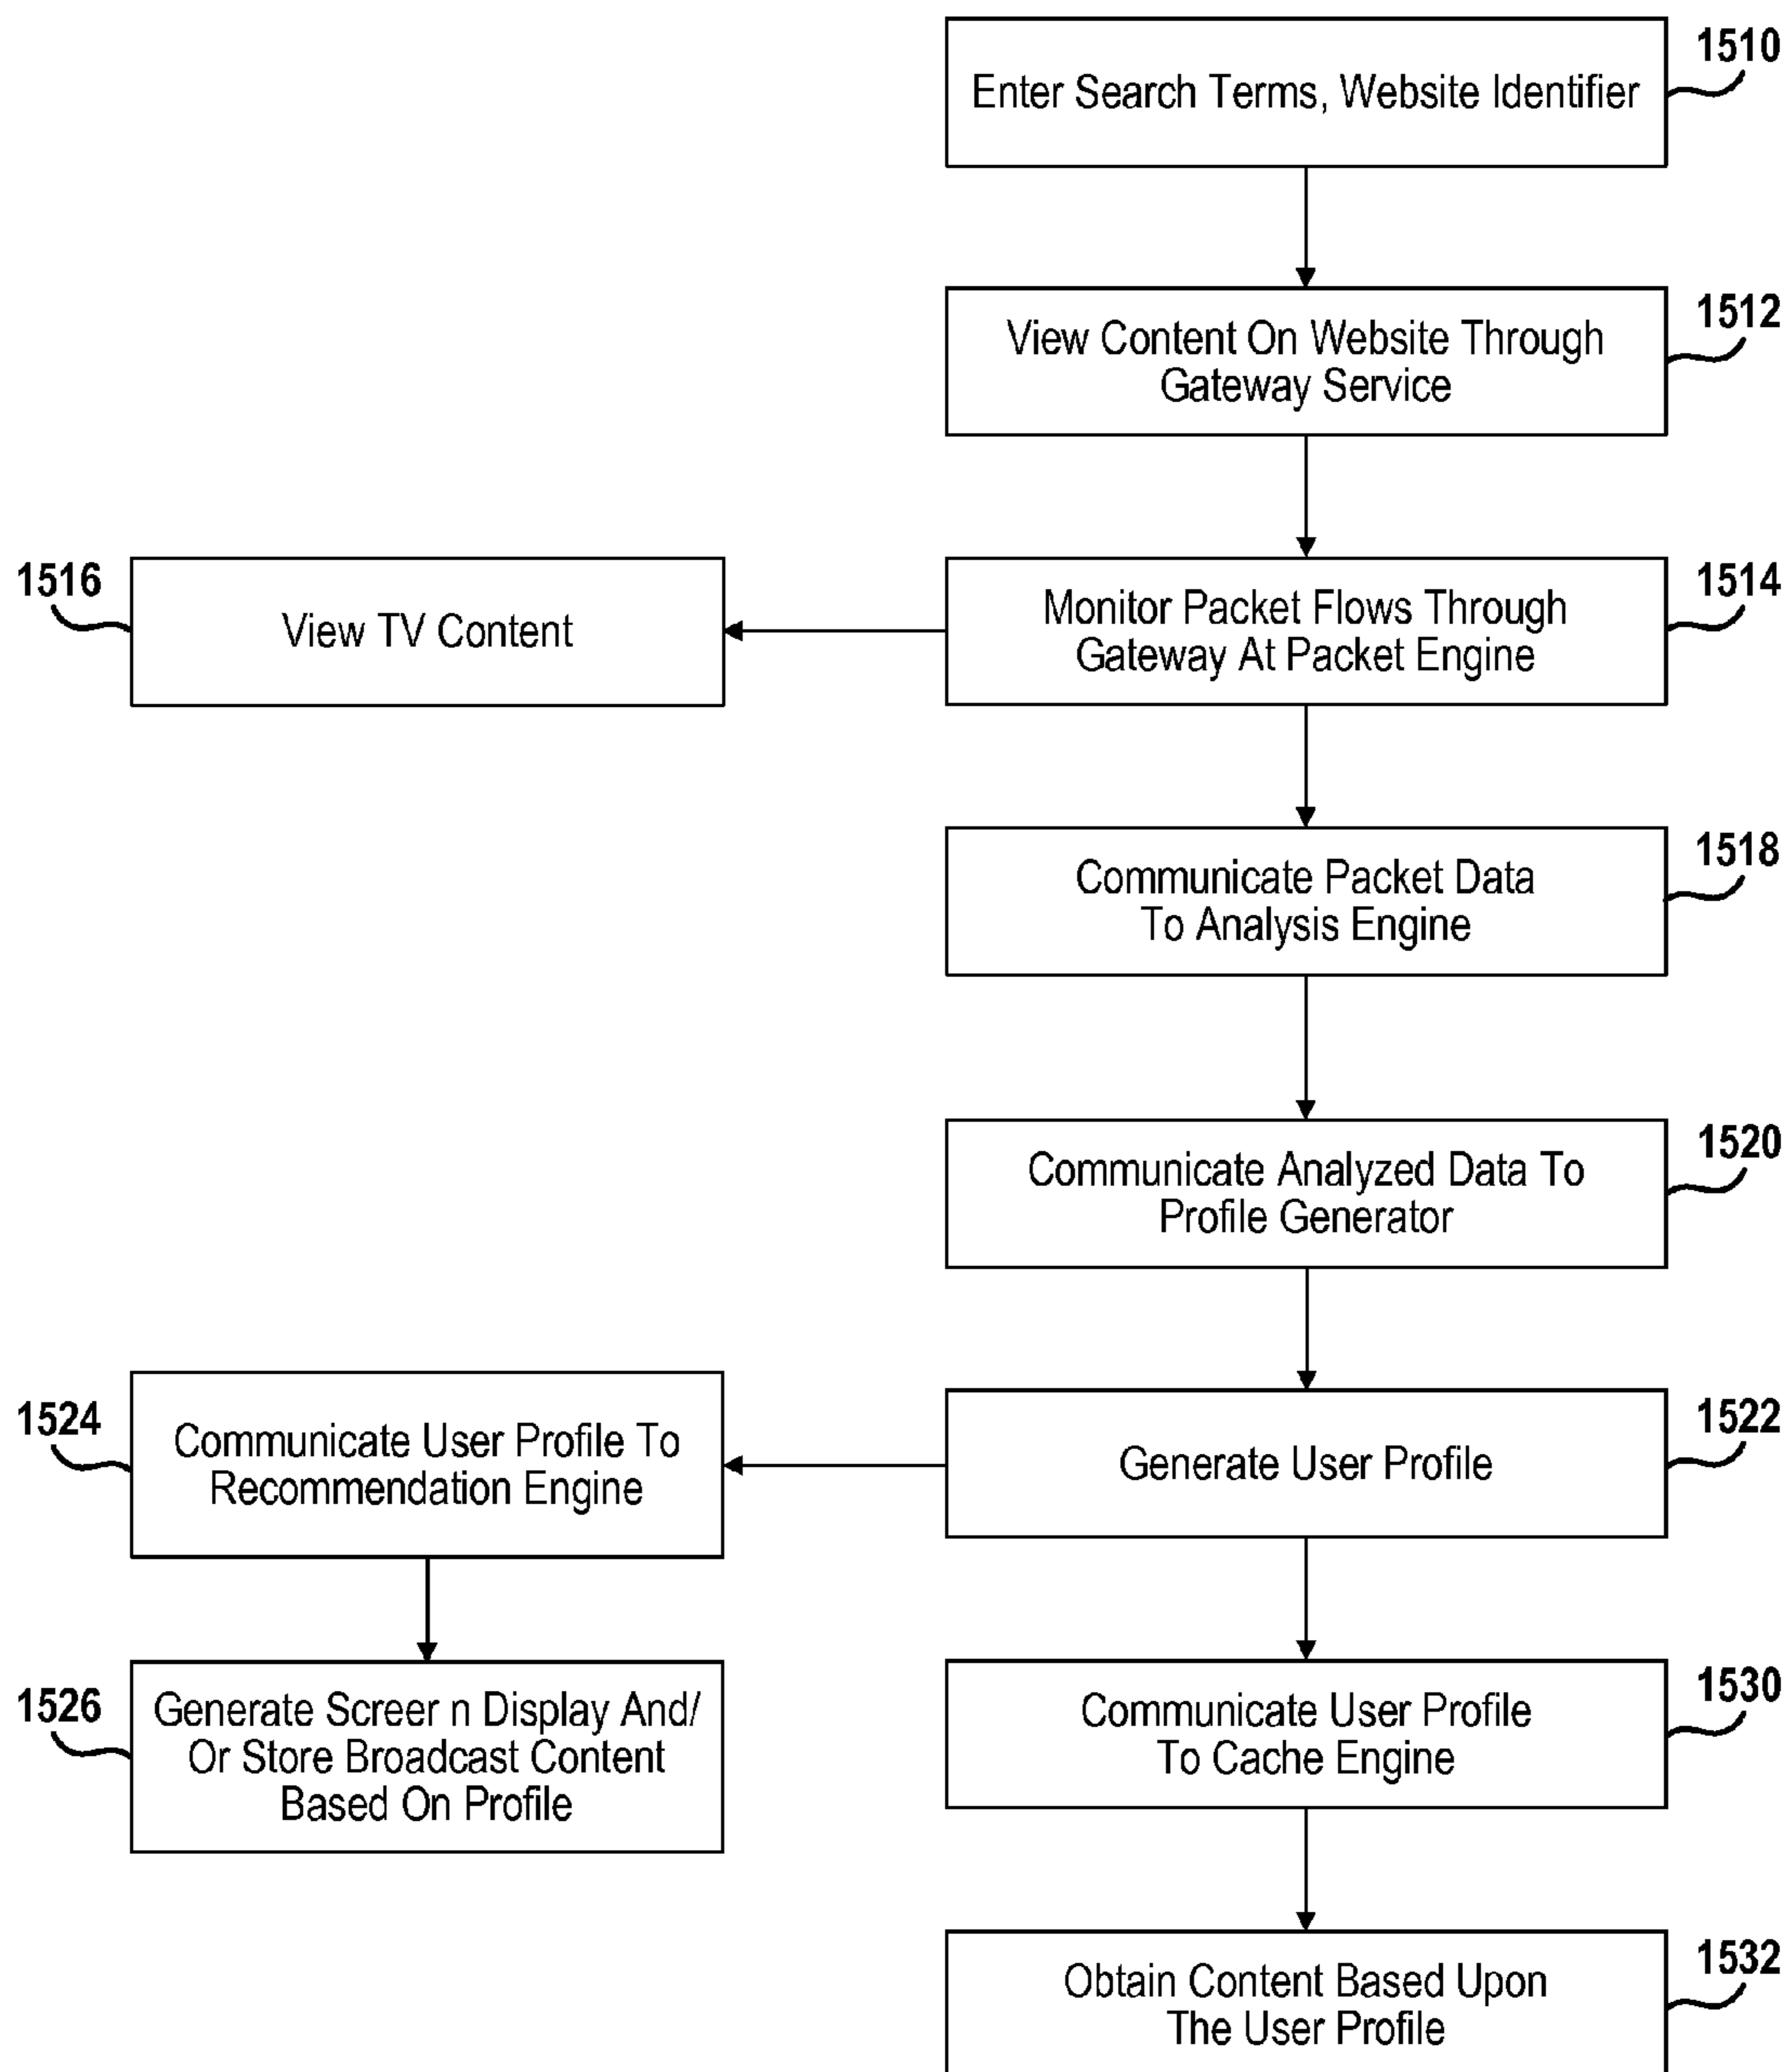 1510
Enter Search Terms, Website Identifier
1512
View Content On Website Through
Gateway Service
1516
View TV Content
1514
Monitor Packet Flows Through
Gateway At Packet Engine
1518
Communicate Packet Data
To Analysis Engine
1520
Communicate Analyzed Data To
Profile Generator
1524
Communicate User Profile To
Recommendation Engine
1522
Generate User Profile
1526
Generate Screer n Display And/
Or Store Broadcast Content
Based On Profile
1530
Communicate User Profile
To Cache Engine
1532
Obtain Content Based Upon
The User Profile